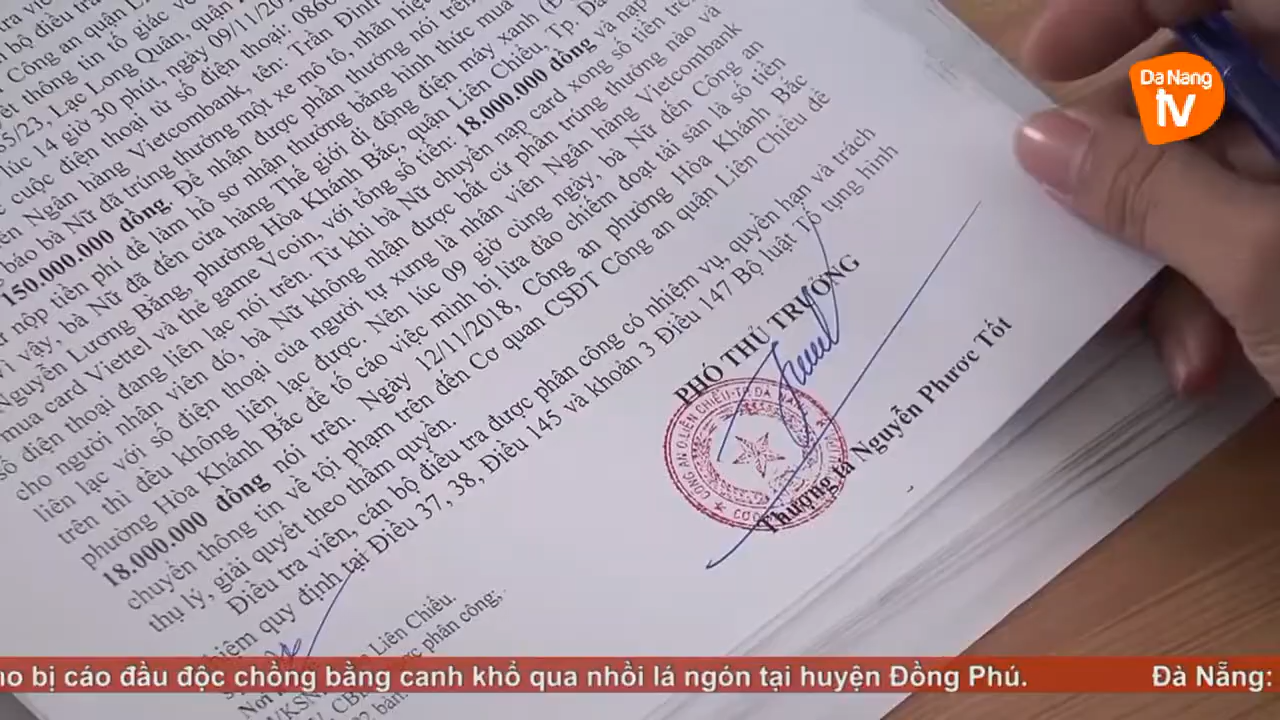 bộ điều tra
Công an quận L
thông tin tố giác về
5/23, Lạc Long Quân, quận
lúc 14 giờ 30 phút, ngày 09/11/20
cuộc điện thoại từ số điện thoại: 0860
Ngân hàng Vietcombank, tên: Trần Đình
báo bà Nữ đã trúng thưởng một xe mô tô, nhãn hiệ
150.000.000 đồng. Để nhận được phần thưởng nói trên
nộp tiền phí để làm hồ sơ nhận thưởng bằng hình thức mua
vậy, bà Nữ đã đến cửa hàng Thế giới di động điện máy xanh (Đ
Nguyễn Lương Bằng, phường Hòa Khánh Bắc, quận Liên Chiểu, Tp. Đà
mua card Viettel và thẻ game Vcoin, với tổng số tiền: 18.000.000 đồng và nạp
số điện thoại đang liên lạc nói trên. Từ khi bà Nữ chuyển nạp card xong số tiền trê
cho người nhân viên đó, bà Nữ không nhận được bất cứ phần trúng thưởng nào và
liên lạc với số điện thoại của người tự xưng là nhân viên Ngân hàng Vietcombank
trên thì đều không liên lạc được. Nên lúc 09 giờ cùng ngày, bà Nữ đến Công an
phường Hòa Khánh Bắc để tố cáo việc mình bị lừa đảo chiếm đoạt tài sản là số tiền
18.000.000 đồng nói trên. Ngày 12/11/2018, Công an phường Hòa Khánh Bắc
chuyển thông tin về tội phạm trên đến Cơ quan CSĐT Công an quận Liên Chiểu để
thụ lý, giải quyết theo thẩm quyền.
Điều tra viên, cán bộ điều tra được phân công có nhiệm vụ, quyền hạn và trách
nhiệm quy định tại Điều 37, 38, Điều 145 và khoản 3 Điều 147 Bộ luật Tố tụng hình
PHÓ THỦ TRƯỞNG
CÔNG AN Q.LIÊN CHIỂU-TP ĐÀ NẴ
Thượng tá Nguyễn Phước Tốt
Liên Chiểu.
phân công;
Da Nang
tv
ho bị cáo đầu độc chồng bằng canh khổ qua nhồi lá ngón tại huyện Đồng Phú. Đà Nẵng: